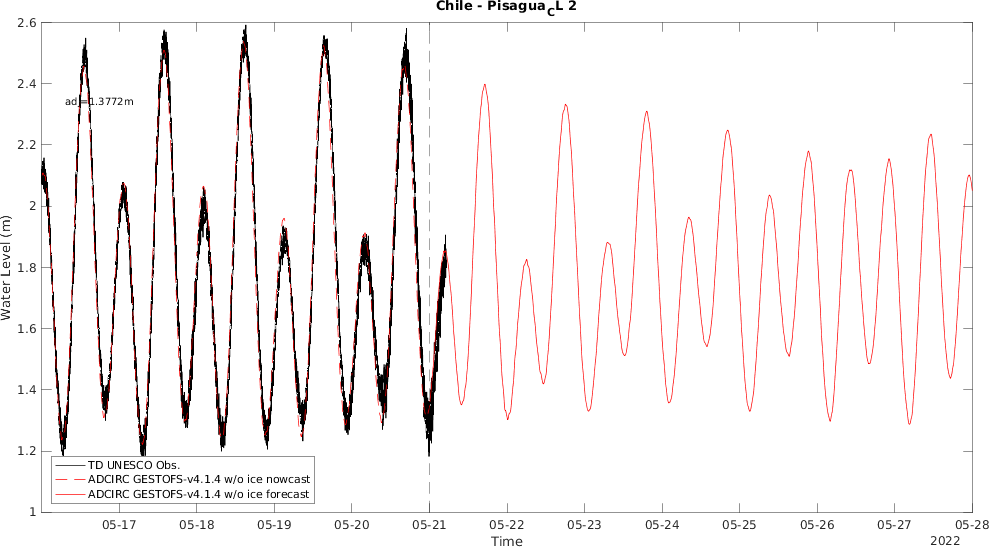 Chile - PisaguaCL 2
Water Level (m)
2.6
2.4
2.2
2
1.8
1.6
1.4
1.2
1
ad =1.3772m
TD UNESCO Obs.
ADCIRC GESTOFS-v4.1.4 w/o ice nowcast
ADCIRC GESTOFS-v4.1.4 w/o ice forecast
05-17 05-18 05-19 05-20 05-21 05-22 05-23 05-24 05-25 05-26 05-27 05-28
Time
2022